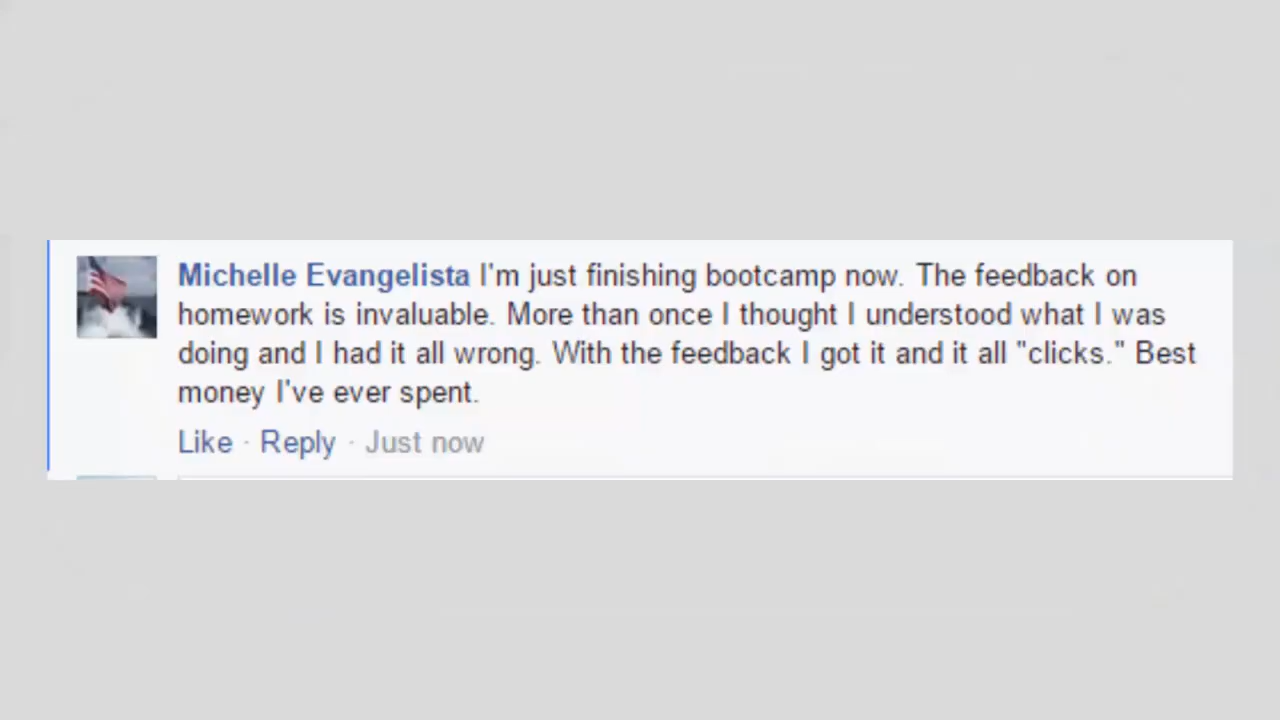 Michelle Evangelista I'm just finishing bootcamp now. The feedback on
homework is invaluable. More than once I thought I understood what I was
doing and I had it all wrong. With the feedback I got it and it all "clicks." Best
money I've ever spent.
Like · Reply · Just now